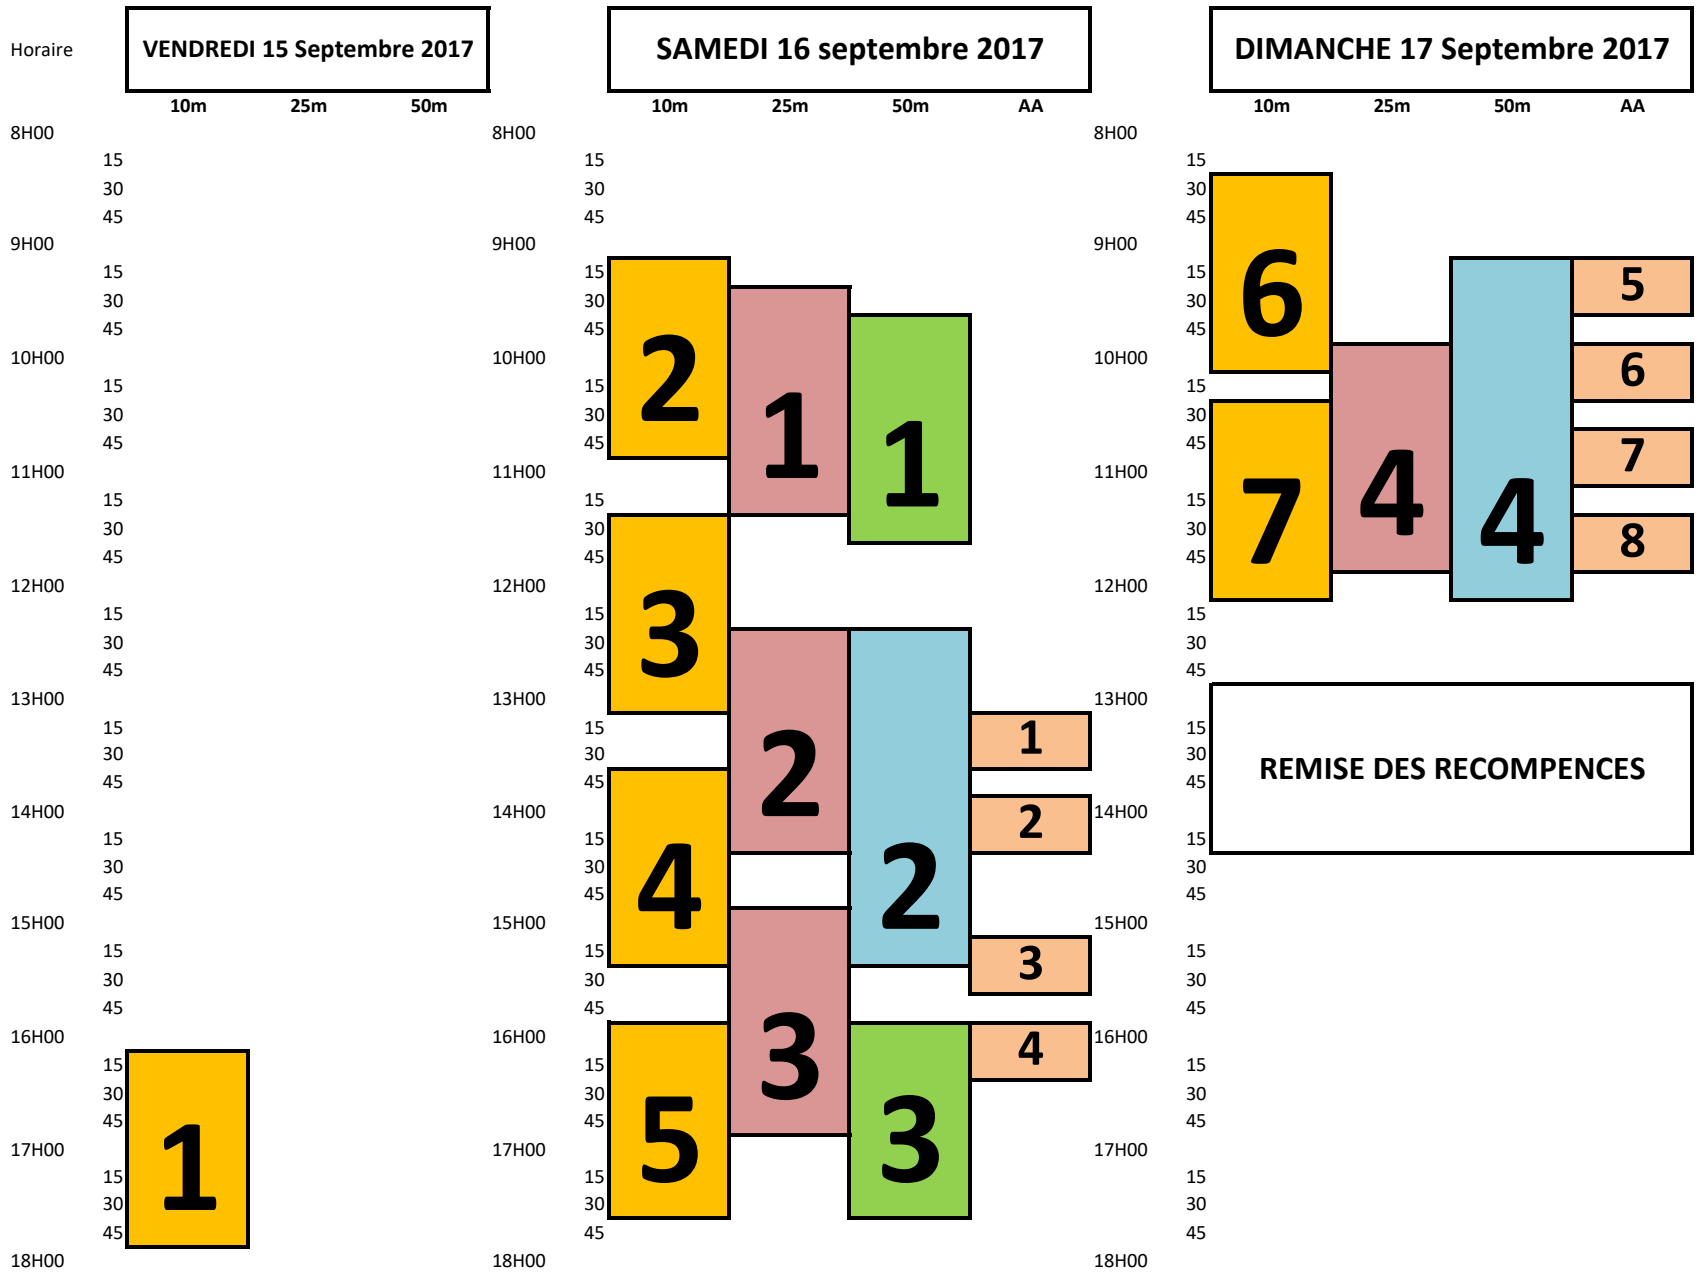 Horaire VENDREDI 15 Septembre 2017 SAMEDI 16 septembre 2017 DIMANCHE 17 Septembre 2017
10m 25m 50m 10m 25m 50m AA 10m 25m 50m AA
8H00 8H00 8H00
15 15 15
30 30 30
45 45 45
9H00 9H00 9H00
15 15 15 5
30 30 30 6
45 2 45 45
10H00 10H00 10H00 6
15 15 15
30 1 30 30
45 1 45 45 7
11H00 11H00 11H00 4
15 15 15 7 4
30 30 30 8
45 45 45
12H00 12H00 12H00
15 15 15
30 3 30 30
45 45 45
13H00 13H00 13H00
15 15 1 15
30 2 30 30
45 45 45 REMISE DES RECOMPENCES
14H00 14H00 2 14H00
15 15 15
30 30 30
45 4 2 45 45
15H00 15H00 15H00
15 15 3 15
30 30 30
45 45 45
16H00 16H00 3 4 16H00
15 15 15
30 30 30
45 5 3 45 45
17H00 1 17H00 17H00
15 15 15
30 30 30
45 45 45
18H00 18H00 18H00